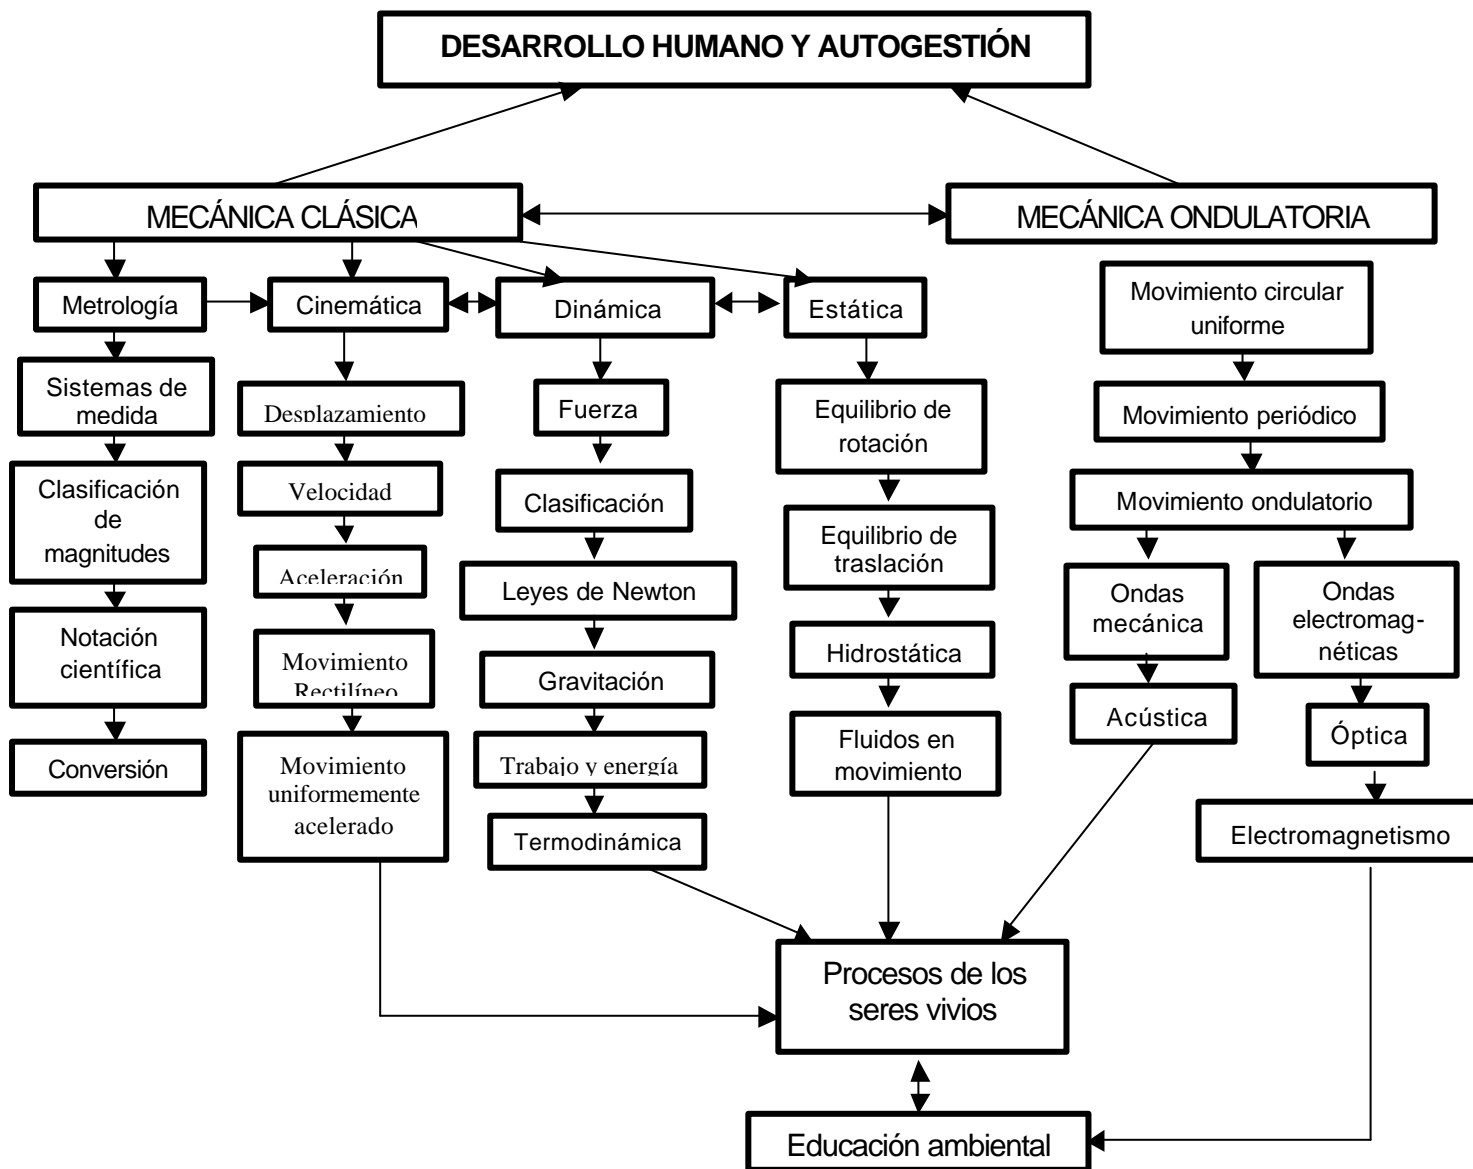 DESARROLLO HUMANO Y AUTOGESTIÓN
MECÁNICA CLÁSICA
MECÁNICA ONDULATORIA
Metrología
Cinemática
Dinámica
Estática
Movimiento circular
uniforme
Sistemas de
medida
Desplazamiento
Fuerza
Equilibrio de
rotación
Movimiento periódico
Clasificación
de
magnitudes
Velocidad
Clasificación
Equilibrio de
traslación
Movimiento ondulatorio
Aceleración
Leyes de Newton
Ondas
mecánica
Ondas
electromag-
néticas
Notación
científica
Movimiento
Rectilíneo
Gravitación
Hidrostática
Acústica
Óptica
Conversión
Movimiento
uniformemente
acelerado
Trabajo y energía
Fluidos en
movimiento
Termodinámica
Electromagnetismo
Procesos de los
seres vivios
Educación ambiental